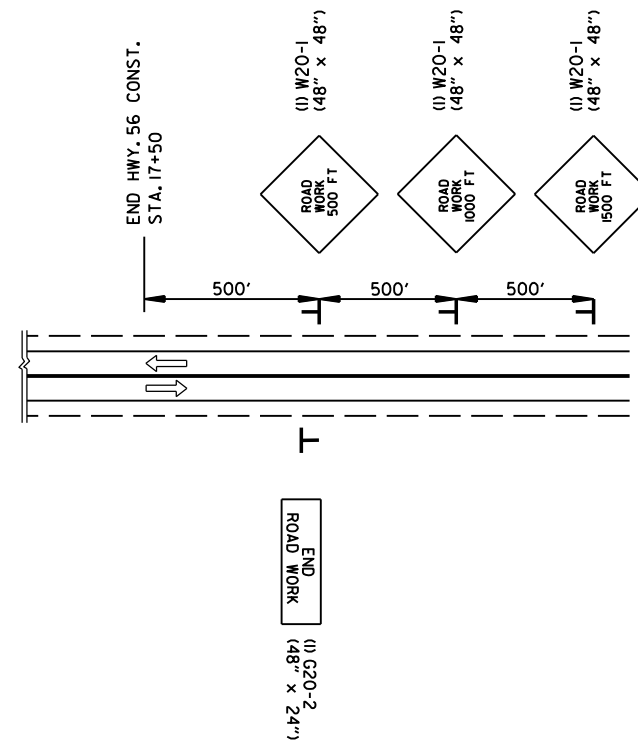 END HWY. 56 CONST.
STA. 17+50
(1) W20-1
(48" x 48")
(1) W20-1
(48" x 48")
(1) W20-1
(48" x 48")
ROAD
WORK
500 FT
ROAD
WORK
1000 FT
ROAD
WORK
1500 FT
500'
500'
500'
END
ROAD WORK
(1) G20-2
(48" x 24")